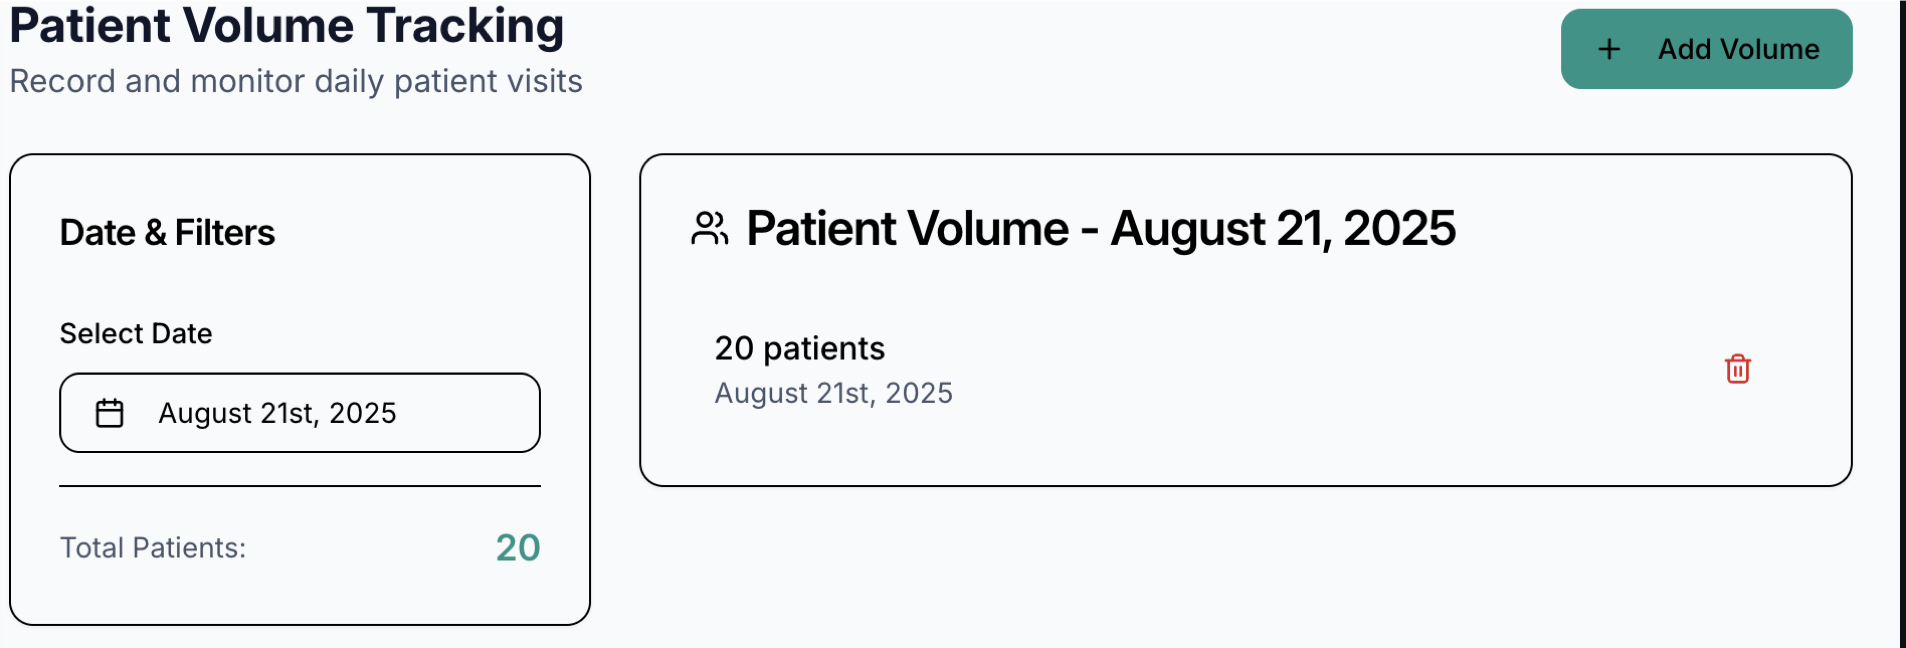 Patient Volume Tracking
Record and monitor daily patient visits
Add Volume
Date & Filters
Select Date
August 21st, 2025
Total Patients:
20
Patient Volume - August 21, 2025
20 patients
August 21st, 2025